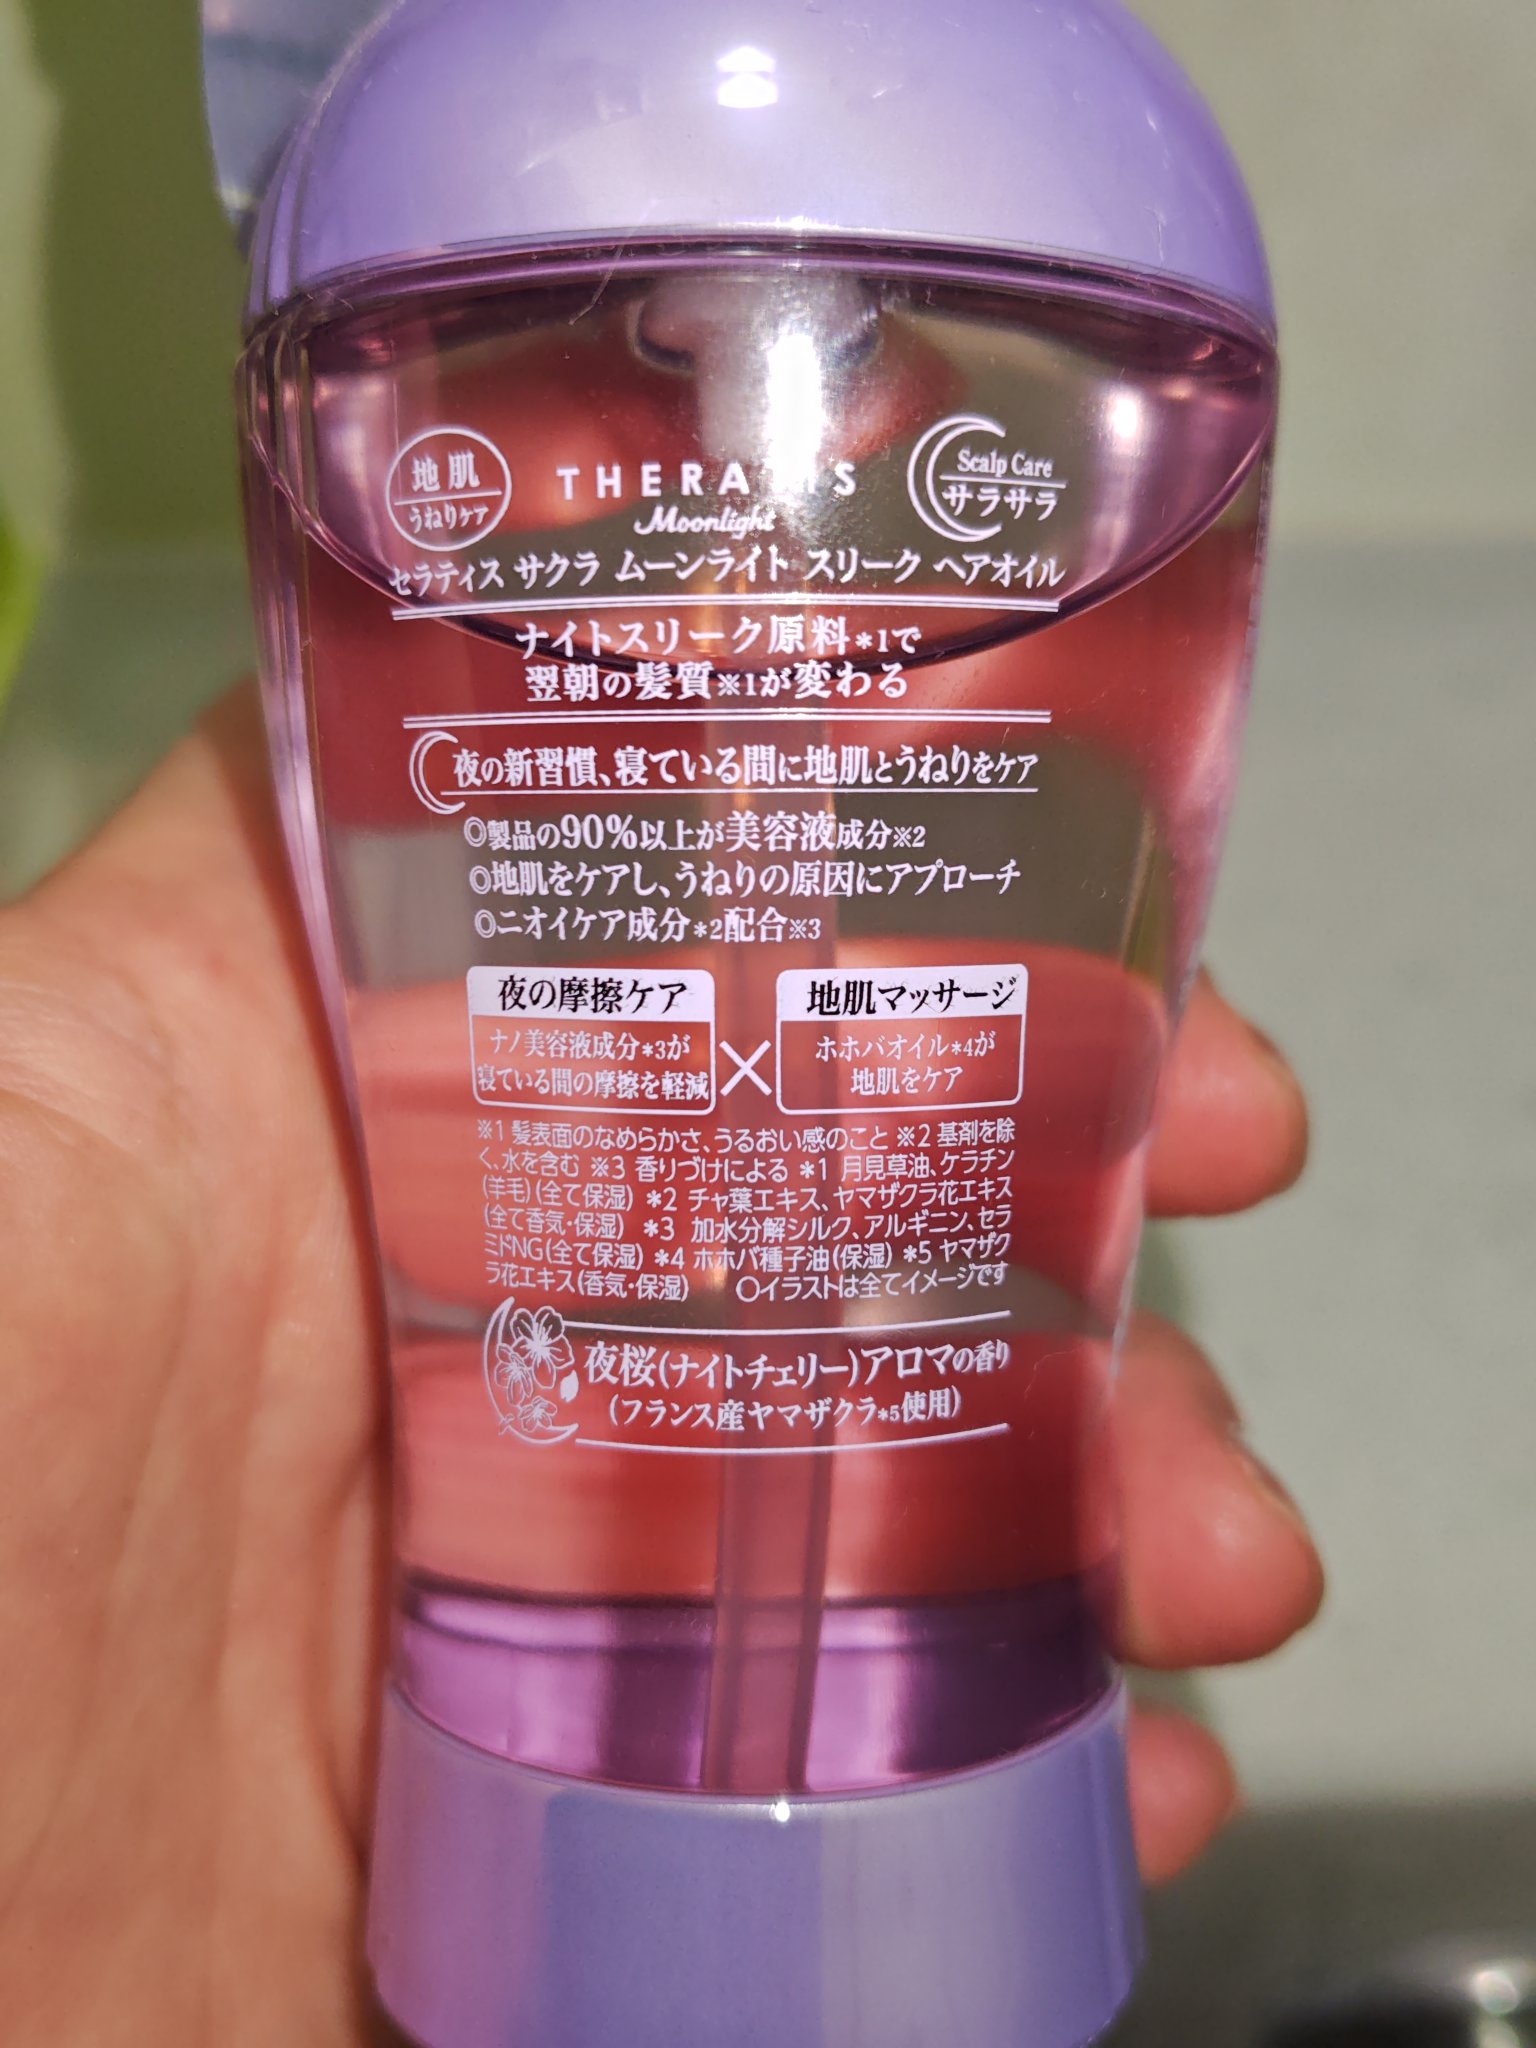 地肌
うねりケア
THERATIS
Moonlight
Scalp Care
サラサラ
セラティス サクラ ムーンライト スリーク ヘアオイル
ナイトスリーク原料*1で
翌朝の髪質※1が変わる
夜の新習慣、寝ている間に地肌とうねりをケア
◎製品の90%以上が美容液成分※2
◎地肌をケアし、うねりの原因にアプローチ
◎ニオイケア成分*2配合※3
夜の摩擦ケア
ナノ美容液成分*3が
寝ている間の摩擦を軽減
×
地肌マッサージ
ホホバオイル*4が
地肌をケア
※1 髪表面のなめらかさ、うるおい感のこと ※2 基剤を除
く、水を含む ※3 香りづけによる *1 月見草油、ケラチン
(羊毛)(全て保湿) *2 チャ葉エキス、ヤマザクラ花エキス
(全て香気・保湿) *3 加水分解シルク、アルギニン、セラ
ミドNG(全て保湿) *4 ホホバ種子油(保湿) *5 ヤマザク
ラ花エキス(香気・保湿) 〇イラストは全てイメージです
夜桜(ナイトチェリー)アロマの香り
(フランス産ヤマザクラ*5使用)